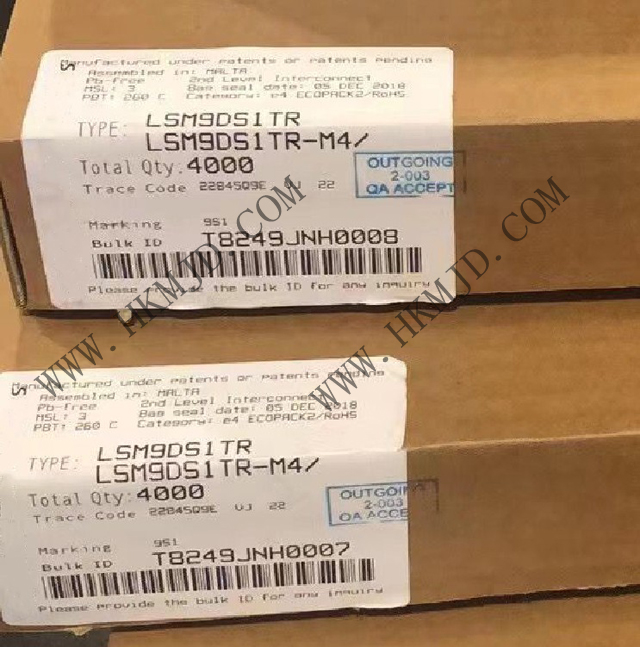 Manufactured under patents or patents pending
Assembled in: MALTA
Pb-free 2nd Level Interconnect
MSL: 3 Bag seal date: 05 DEC 2018
PBT: 260 C Category: e4 ECOPACK2/RoHS
TYPE: LSM9DS1TR
LSM9DS1TR-M4/
Total Qty: 4000
Trace Code 22845Q9E VJ 22
OUTGOING
2-003
QA ACCEPT
Marking 9S1
Bulk ID T8249JNH0008
Please provide the bulk ID for any inquiry
WWW.HKMJD.COM
WWW.HKMJD.COM
Manufactured under patents or patents pending
Assembled in: MALTA
Pb-free 2nd Level Interconnect
MSL: 3 Bag seal date: 05 DEC 2018
PBT: 260 C Category: e4 ECOPACK2/RoHS
TYPE: LSM9DS1TR
LSM9DS1TR-M4/
Total Qty: 4000
Trace Code 22845Q9E VJ 22
OUTGOI
2-003
QA ACCE
Marking 9S1
Bulk ID T8249JNH0007
Please provide the bulk ID for any inquiry